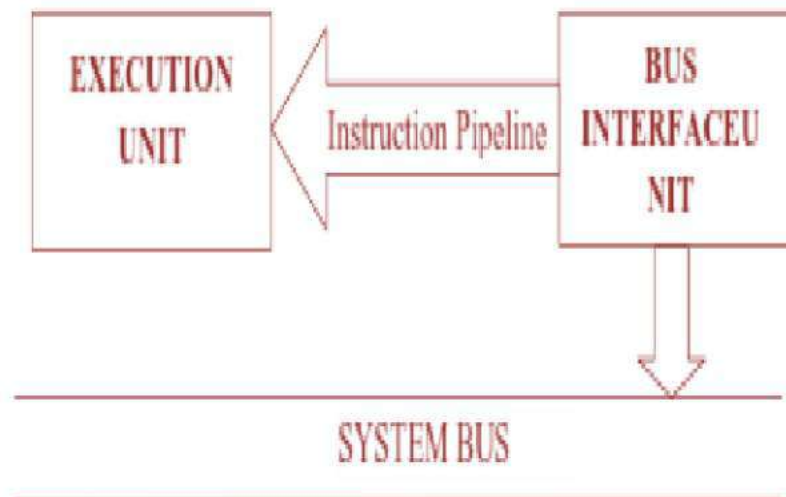 EXECUTION
UNIT
Instruction Pipeline
BUS
INTERFACEU
NIT
SYSTEM BUS